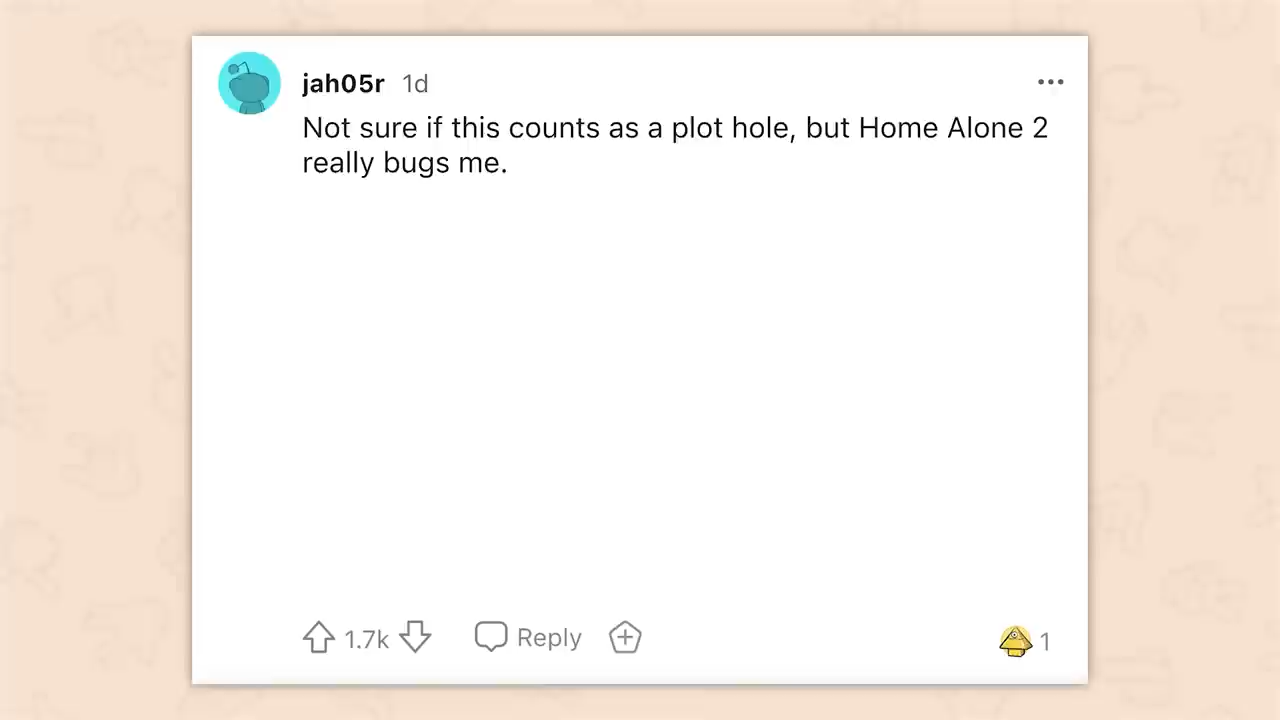 jah05r 1d
Not sure if this counts as a plot hole, but Home Alone 2
really bugs me.
1.7k Reply 1